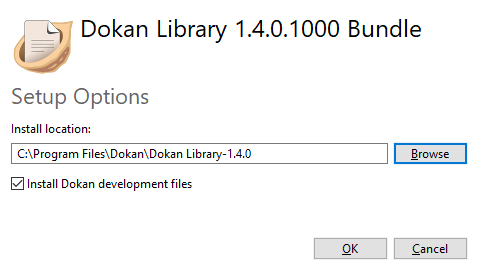 Dokan Library 1.4.0.1000 Bundle
Setup Options
Install location:
C:\Program Files\Dokan\Dokan Library-1.4.0
Browse
Install Dokan development files
OK
Cancel